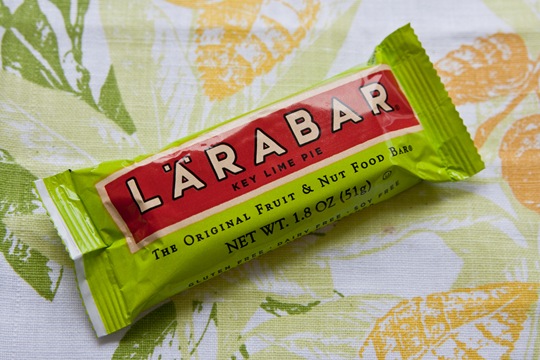 LÄRABAR®
KEY LIME PIE
THE ORIGINAL FRUIT & NUT FOOD BAR®
NET WT. 1.8 OZ (51g)
GLUTEN FREE · DAIRY FREE · SOY FREE